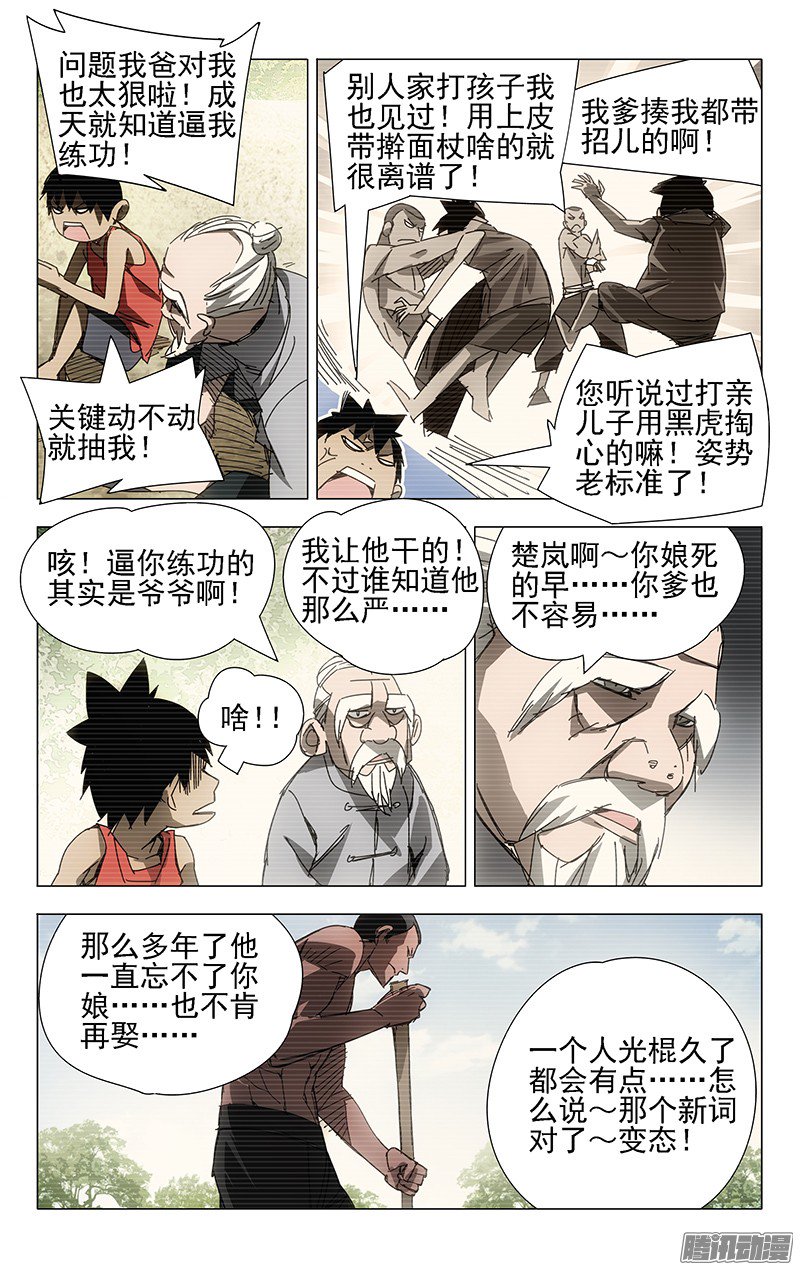 问题我爸对我
也太狠啦！成
天就知道逼我
练功！
关键动不动
就抽我！
别人家打孩子我
也见过！用上皮
带擀面杖啥的就
很离谱了！
我爹揍我都带
招儿的啊！
您听说过打亲
儿子用黑虎掏
心的嘛！姿势
老标准了！
咳！逼你练功的
其实是爷爷啊！
啥！！
我让他干的！
不过谁知道他
那么严……
楚岚啊～你娘死
的早……你爹也
不容易……
那么多年了他
一直忘不了你
娘……也不肯
再娶……
一个人光棍久了
都会有点……怎
么说～那个新词
对了～变态！
腾讯动漫